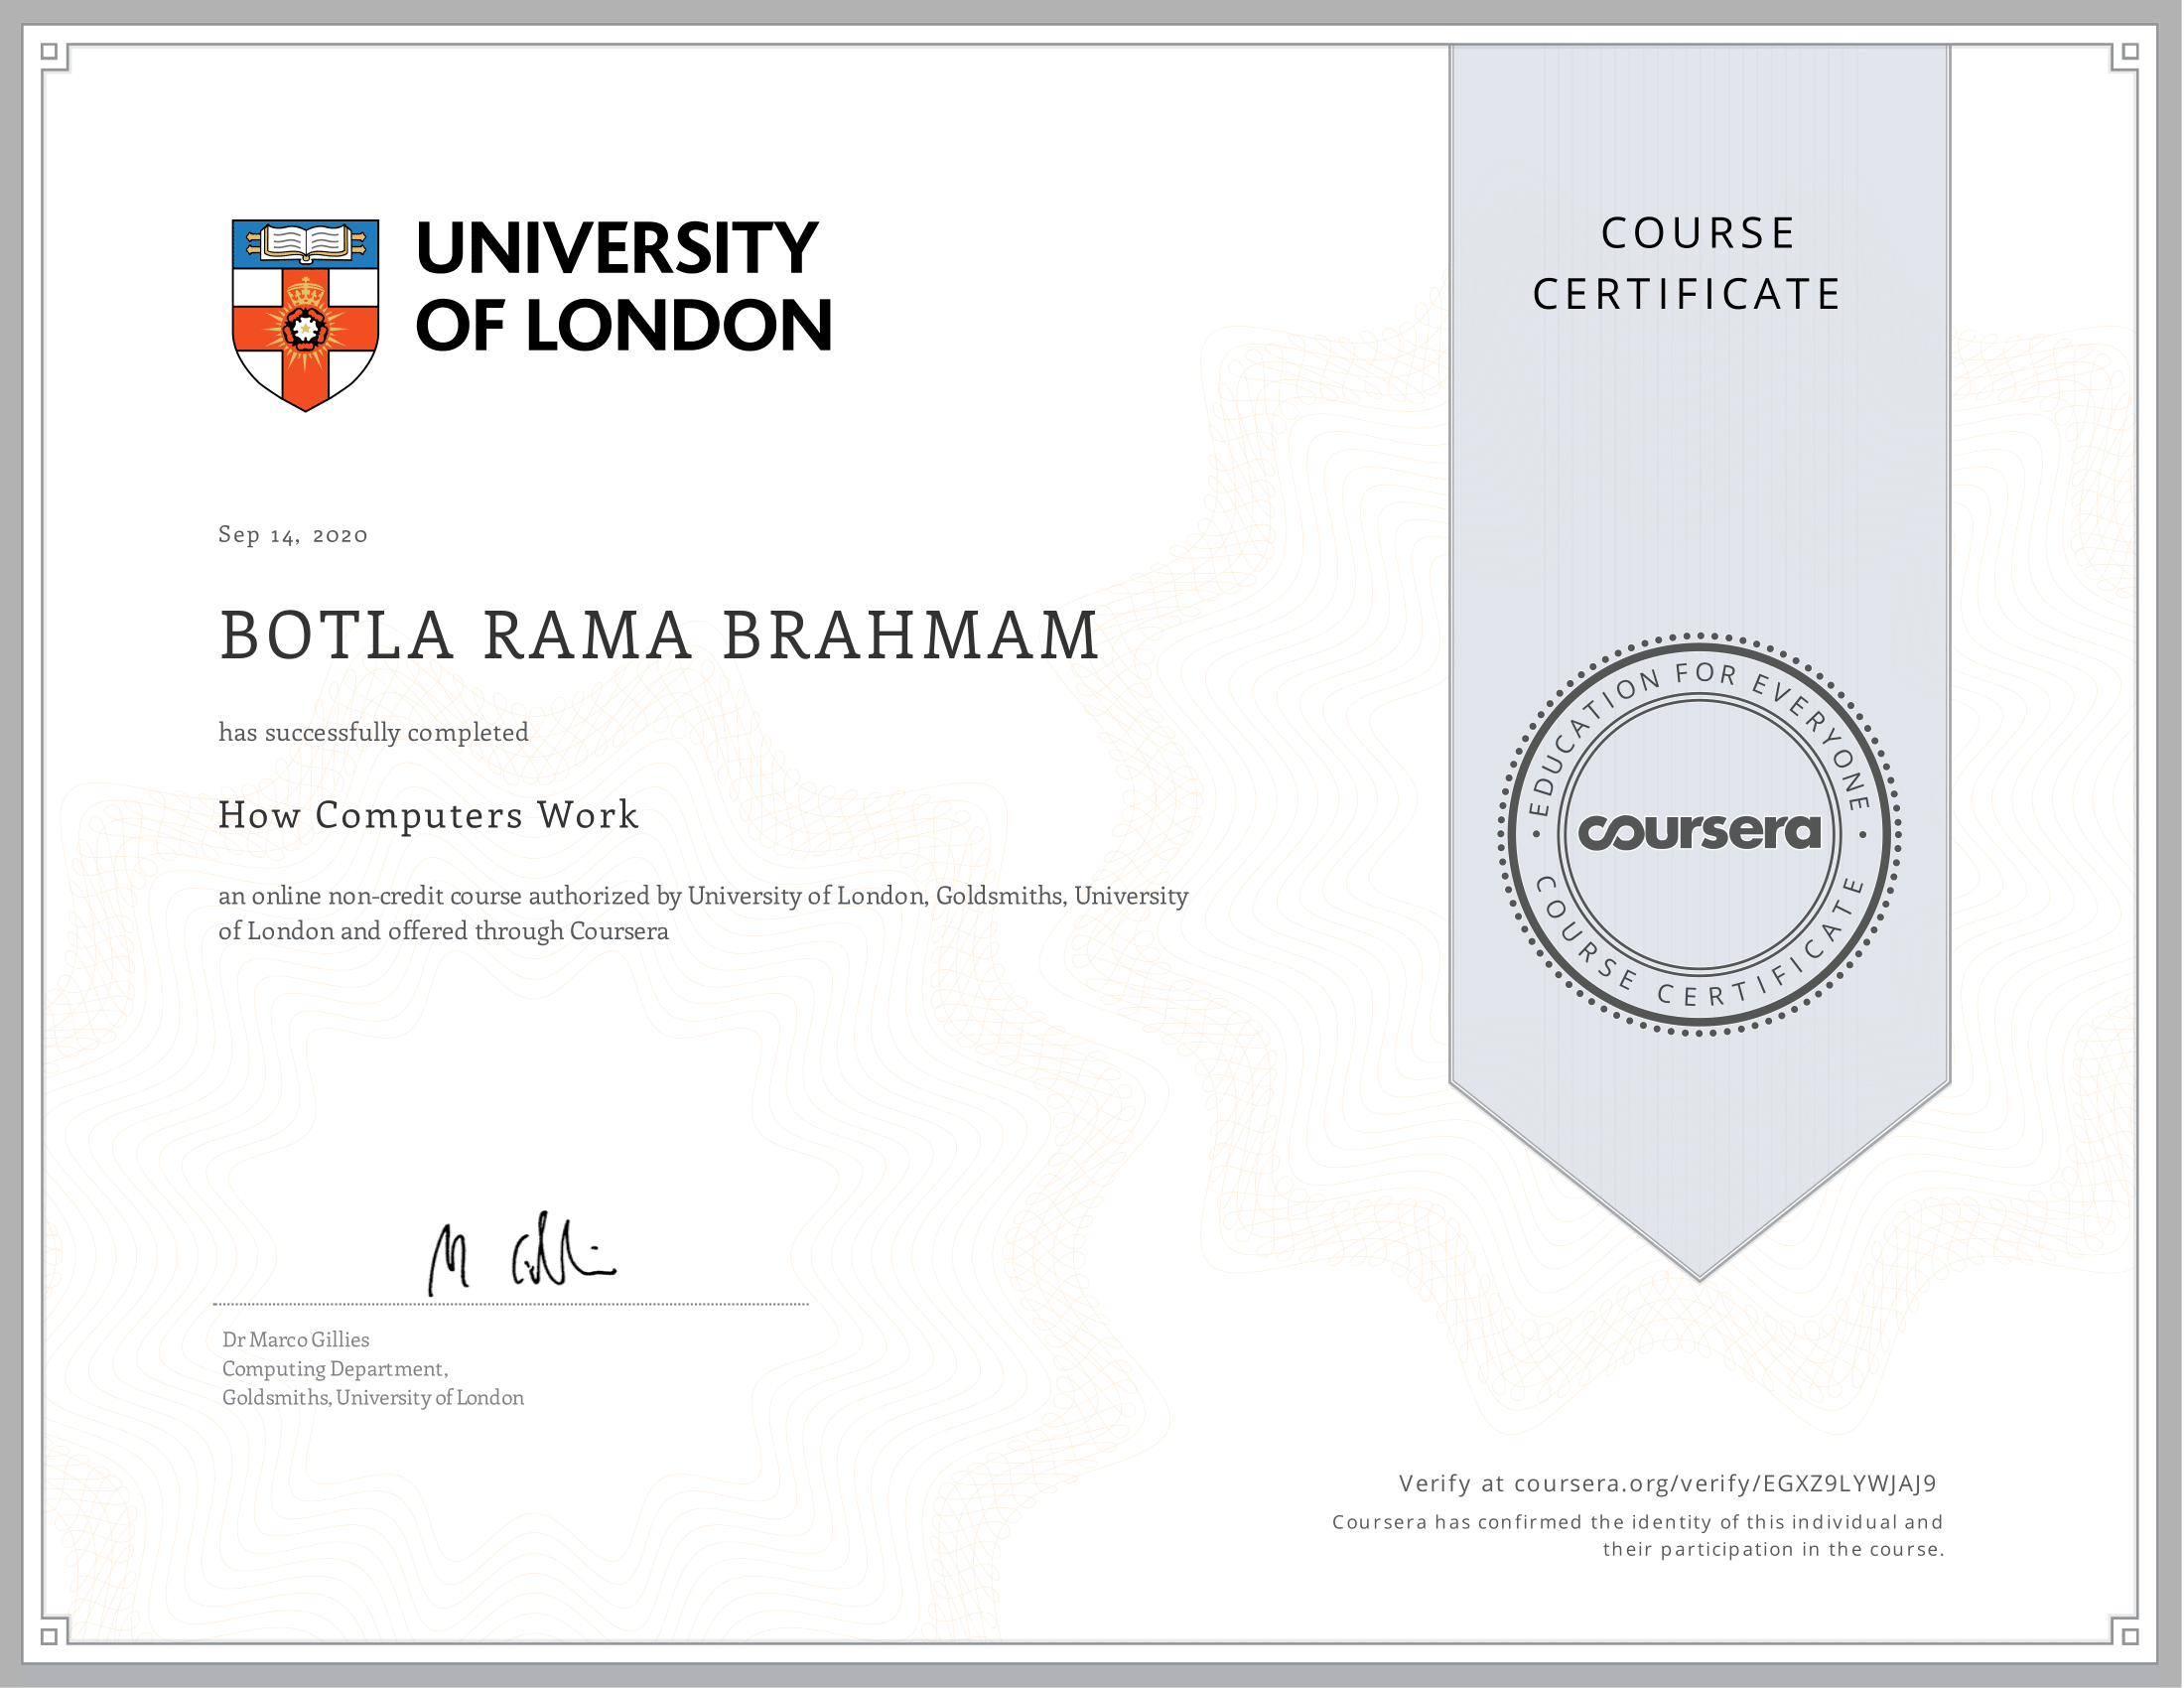 UNIVERSITY
OF LONDON
COURSE
CERTIFICATE
Sep 14, 2020
BOTLA RAMA BRAHMAM
has successfully completed
How Computers Work
an online non-credit course authorized by University of London, Goldsmiths, University
of London and offered through Coursera
EDUCATION FOR EVERYONE
coursera
COURSE CERTIFICATE
M Gillies
Dr Marco Gillies
Computing Department,
Goldsmiths, University of London
Verify at coursera.org/verify/EGXZ9LYWJAJ9
Coursera has confirmed the identity of this individual and
their participation in the course.